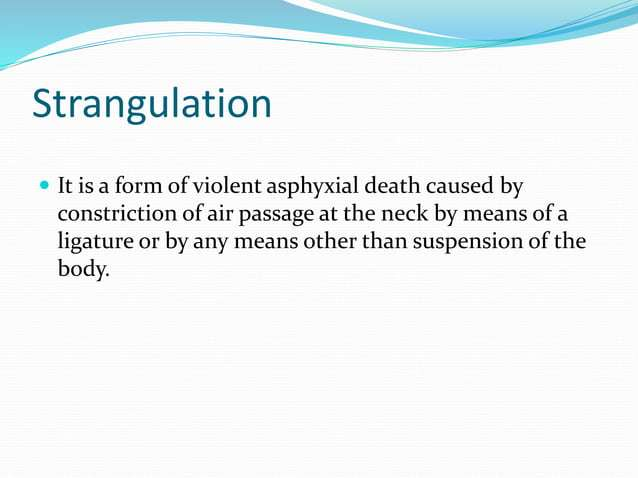 Strangulation
• It is a form of violent asphyxial death caused by
constriction of air passage at the neck by means of a
ligature or by any means other than suspension of the
body.